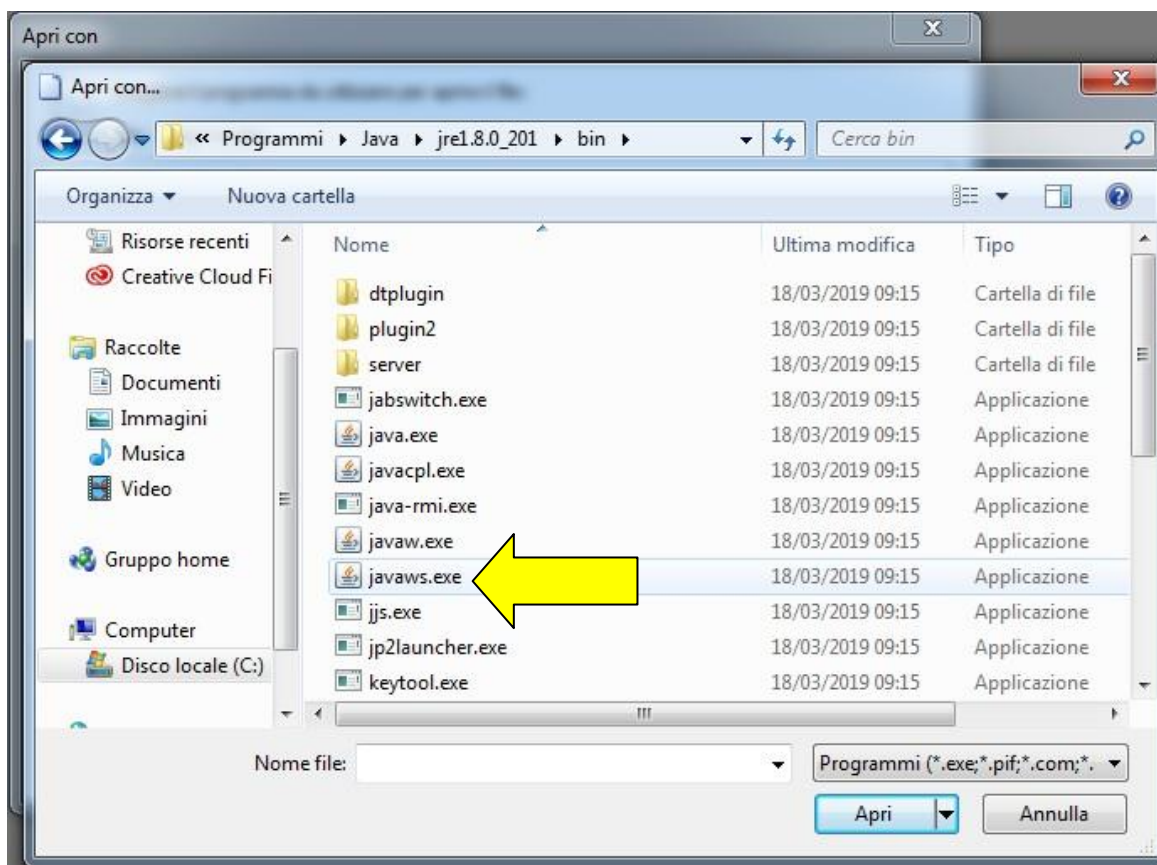 Apri con
Apri con...
« Programmi Java jre1.8.0_201 bin
Cerca bin
Organizza Nuova cartella
Risorse recenti
Creative Cloud Fi
Raccolte
Documenti
Immagini
Musica
Video
Gruppo home
Computer
Disco locale (C:)
Nome Ultima modifica Tipo
dtplugin 18/03/2019 09:15 Cartella di file
plugin2 18/03/2019 09:15 Cartella di file
server 18/03/2019 09:15 Cartella di file
jabswitch.exe 18/03/2019 09:15 Applicazione
java.exe 18/03/2019 09:15 Applicazione
javacpl.exe 18/03/2019 09:15 Applicazione
java-rmi.exe 18/03/2019 09:15 Applicazione
javaw.exe 18/03/2019 09:15 Applicazione
javaws.exe 18/03/2019 09:15 Applicazione
jjs.exe 18/03/2019 09:15 Applicazione
jp2launcher.exe 18/03/2019 09:15 Applicazione
keytool.exe 18/03/2019 09:15 Applicazione
Nome file:
Programmi (*.exe;*.pif;*.com;*.
Apri Annulla